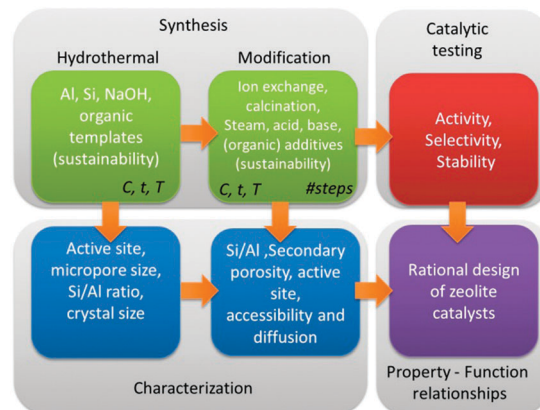 Synthesis
Catalytic
testing
Hydrothermal
Modification
Al, Si, NaOH,
organic
templates
(sustainability)
C, t, T
Ion exchange,
calcination,
Steam, acid, base,
(organic) additives
(sustainability)
C, t, T
#steps
Activity,
Selectivity,
Stability
Active site,
micropore size,
Si/Al ratio,
crystal size
Si/Al ,Secondary
porosity, active
site,
accessibility and
diffusion
Rational design
of zeolite
catalysts
Characterization
Property - Function
relationships